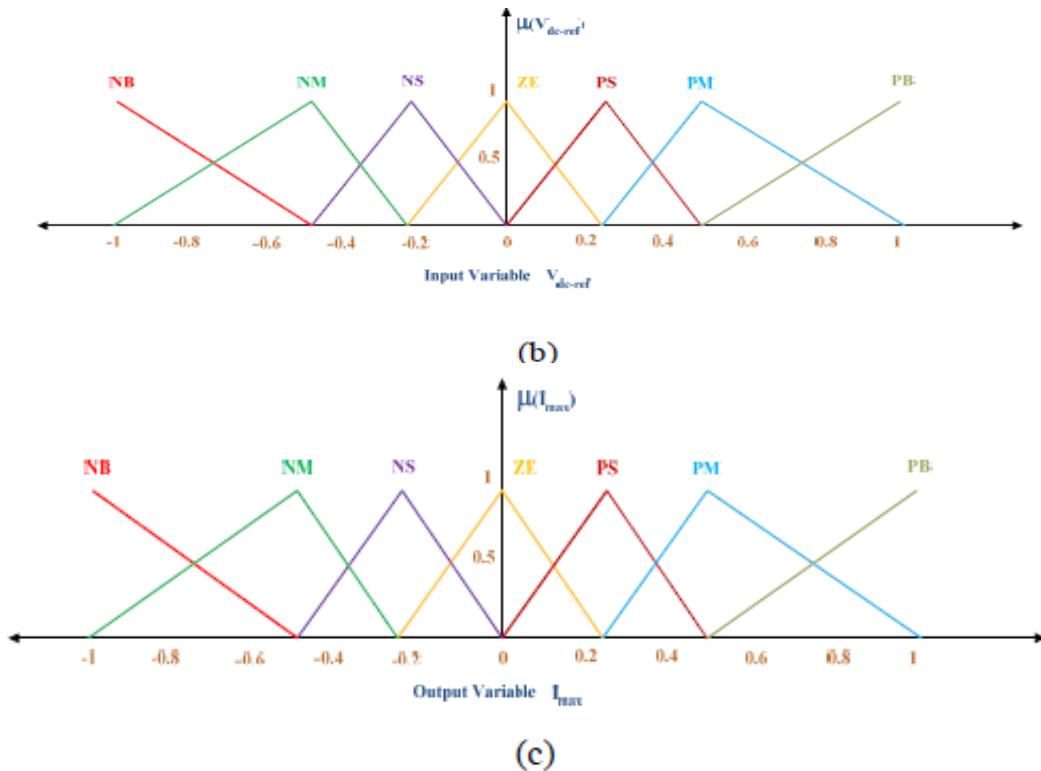 μ(Vdc-ref)
NB NM NS ZE PS PM PB
1
0.5
-1 -0.8 -0.6 -0.4 -0.2 0 0.2 0.4 0.6 0.8 1
Input Variable Vdc-ref
(b)
μ(Imax)
NB NM NS ZE PS PM PB
1
0.5
-1 -0.8 -0.6 -0.4 -0.2 0 0.2 0.4 0.6 0.8 1
Output Variable Imax
(c)